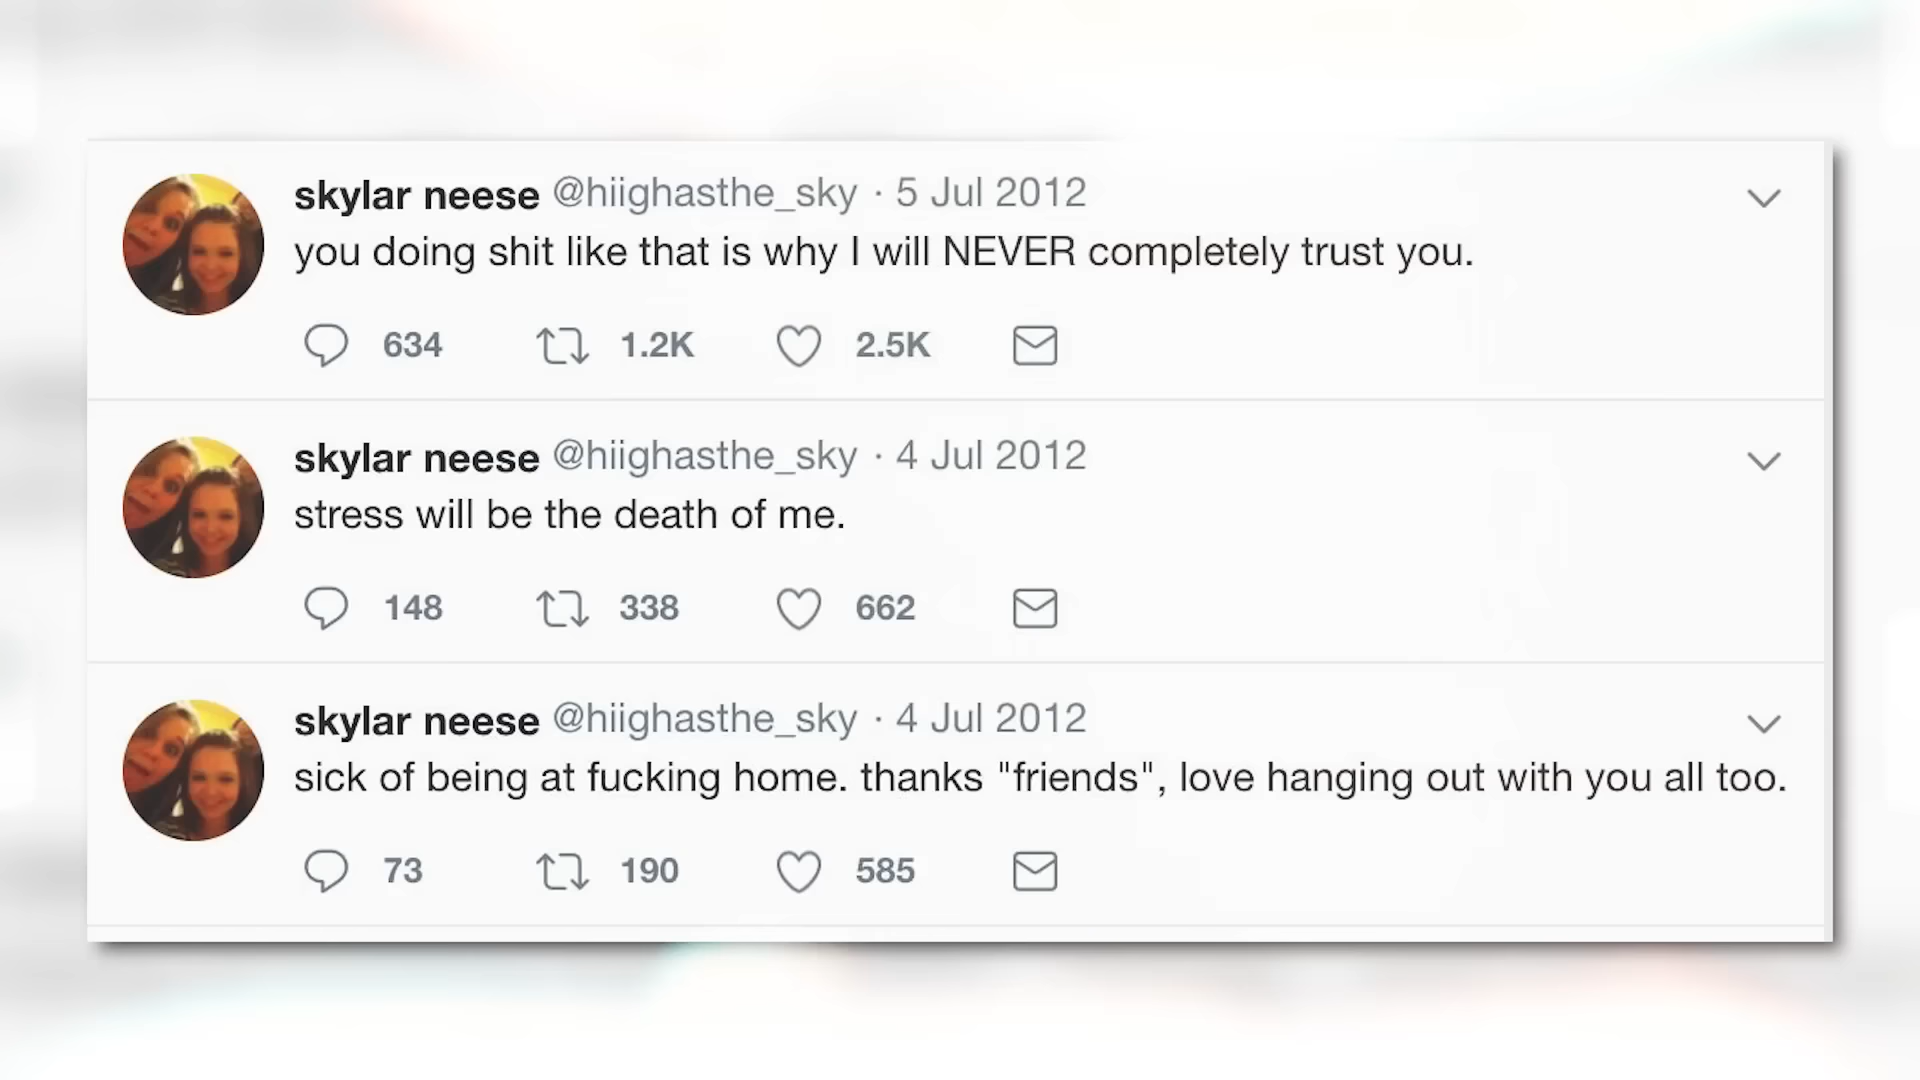 skylar neese @hiighasthe_sky · 5 Jul 2012
you doing shit like that is why I will NEVER completely trust you.
634 1.2K 2.5K
skylar neese @hiighasthe_sky · 4 Jul 2012
stress will be the death of me.
148 338 662
skylar neese @hiighasthe_sky · 4 Jul 2012
sick of being at fucking home. thanks "friends", love hanging out with you all too.
73 190 585